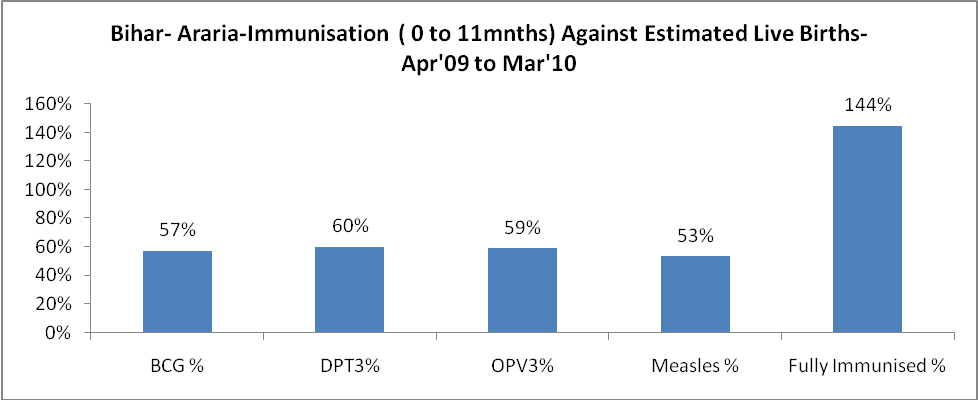 Bihar- Araria-Immunisation ( 0 to 11mnths) Against Estimated Live Births-
Apr'09 to Mar'10
160%
140%
120%
100%
80%
60%
40%
20%
0%
57%
60%
59%
53%
144%
BCG %
DPT3%
OPV3%
Measles %
Fully Immunised %